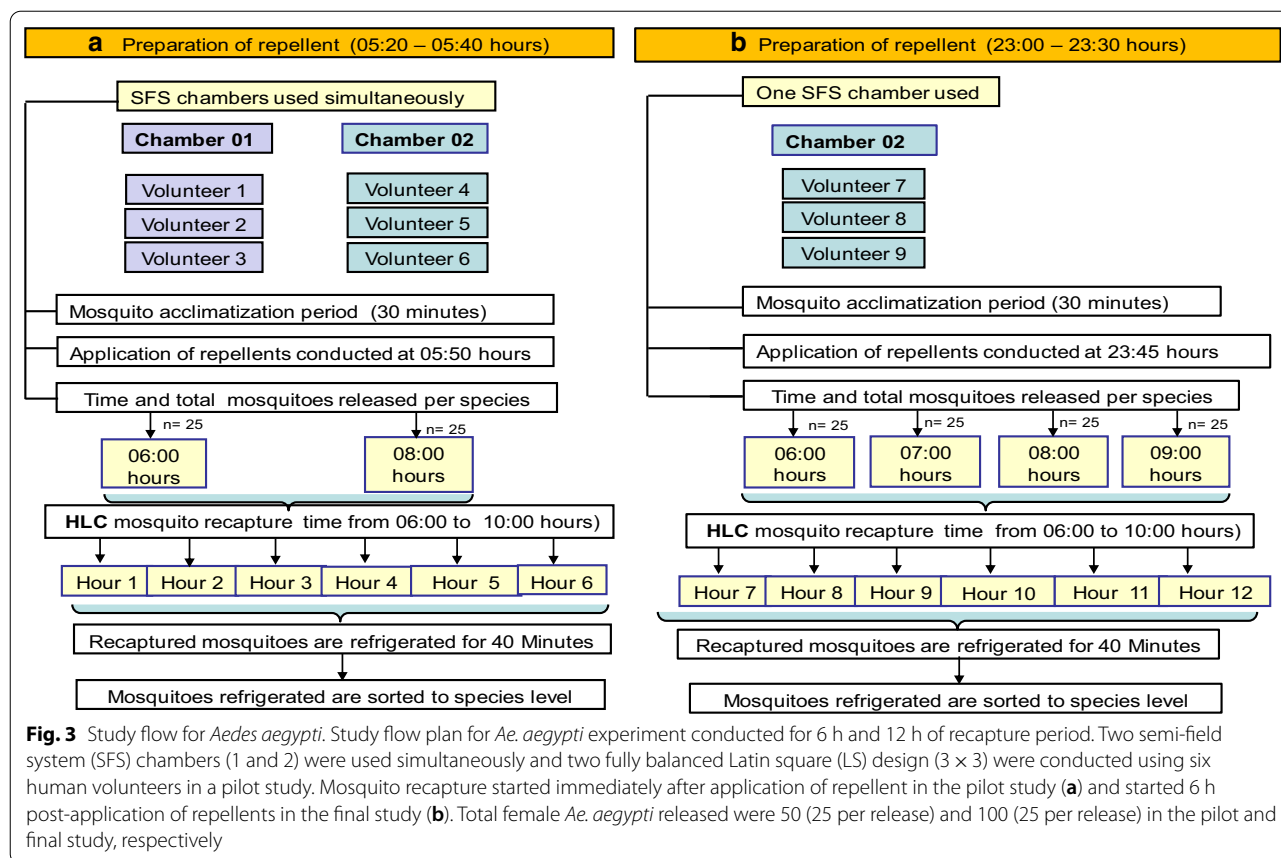 a Preparation of repellent (05:20 – 05:40 hours)
SFS chambers used simultaneously
Chamber 01
Chamber 02
Volunteer 1
Volunteer 4
Volunteer 2
Volunteer 5
Volunteer 3
Volunteer 6
Mosquito acclimatization period (30 minutes)
Application of repellents conducted at 05:50 hours
Time and total mosquitoes released per species
n= 25
n= 25
06:00
hours
08:00
hours
HLC mosquito recapture time from 06:00 to 10:00 hours)
Hour 1
Hour 2
Hour 3
Hour 4
Hour 5
Hour 6
Recaptured mosquitoes are refrigerated for 40 Minutes
Mosquitoes refrigerated are sorted to species level
b Preparation of repellent (23:00 – 23:30 hours)
One SFS chamber used
Chamber 02
Volunteer 7
Volunteer 8
Volunteer 9
Mosquito acclimatization period (30 minutes)
Application of repellents conducted at 23:45 hours
Time and total mosquitoes released per species
n= 25
n= 25
n= 25
n= 25
06:00
hours
07:00
hours
08:00
hours
09:00
hours
HLC mosquito recapture time from 06:00 to 10:00 hours)
Hour 7
Hour 8
Hour 9
Hour 10
Hour 11
Hour 12
Recaptured mosquitoes are refrigerated for 40 Minutes
Mosquitoes refrigerated are sorted to species level
Fig. 3 Study flow for Aedes aegypti. Study flow plan for Ae. aegypti experiment conducted for 6 h and 12 h of recapture period. Two semi-field
system (SFS) chambers (1 and 2) were used simultaneously and two fully balanced Latin square (LS) design (3 × 3) were conducted using six
human volunteers in a pilot study. Mosquito recapture started immediately after application of repellent in the pilot study (a) and started 6 h
post-application of repellents in the final study (b). Total female Ae. aegypti released were 50 (25 per release) and 100 (25 per release) in the pilot and
final study, respectively